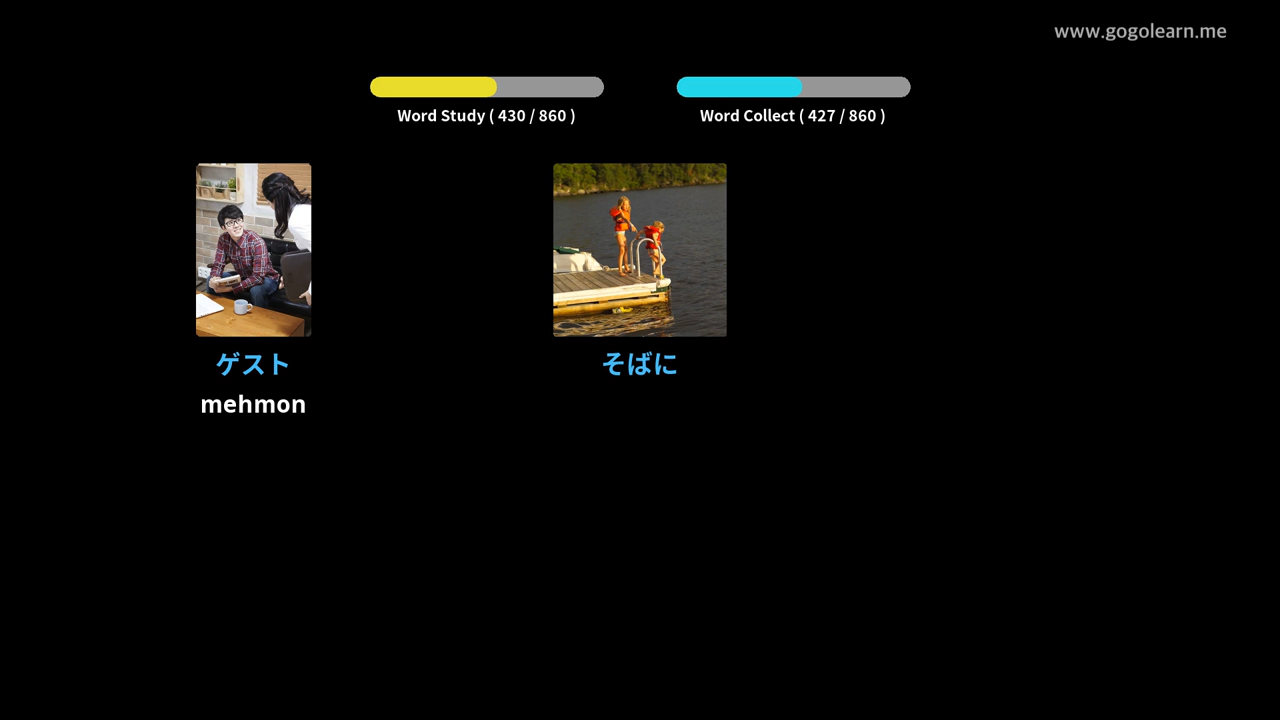 www.gogolearn.me
Word Study ( 430 / 860 )
Word Collect ( 427 / 860 )
ゲスト
mehmon
そばに